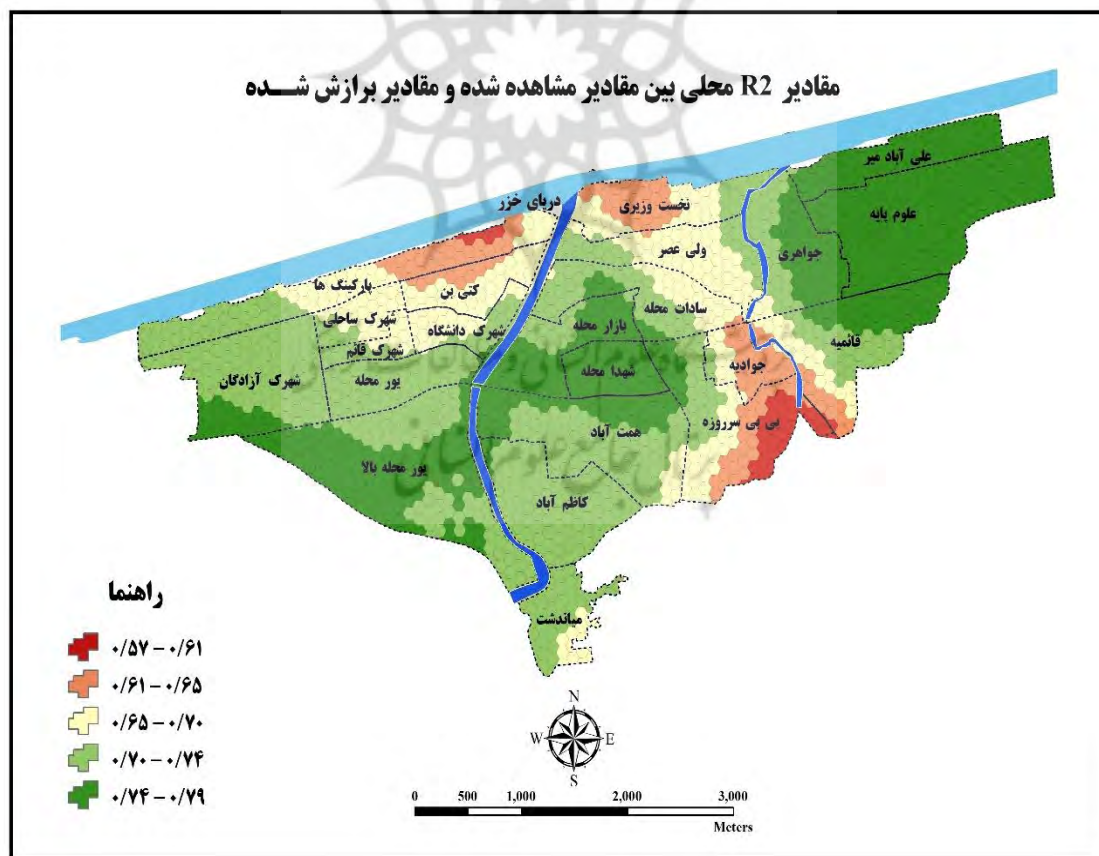 مقادیر R2 محلی بین مقادیر مشاهده شده و مقادیر برازش شــده
علی آباد میر
علوم پایه
نخست وزیری
دریای خزر
ولی عصر
جواهری
پارکینگ ها
کتی بن
سادات محله
شهرک ساحلی
شهرک دانشگاه
بازار محله
قائمیه
شهرک قائم
جوادیه
شهرک آزادگان
پور محله
شهدا محله
بی بی سرروزه
همت آباد
پور محله بالا
کاظم آباد
میاندشت
راهنما
۰/۵۷ – ۰/۶۱
۰/۶۱ – ۰/۶۵
۰/۶۵ – ۰/۷۰
۰/۷۰ – ۰/۷۴
۰/۷۴ – ۰/۷۹
N
W E
S
0 500 1,000 2,000 3,000
Meters